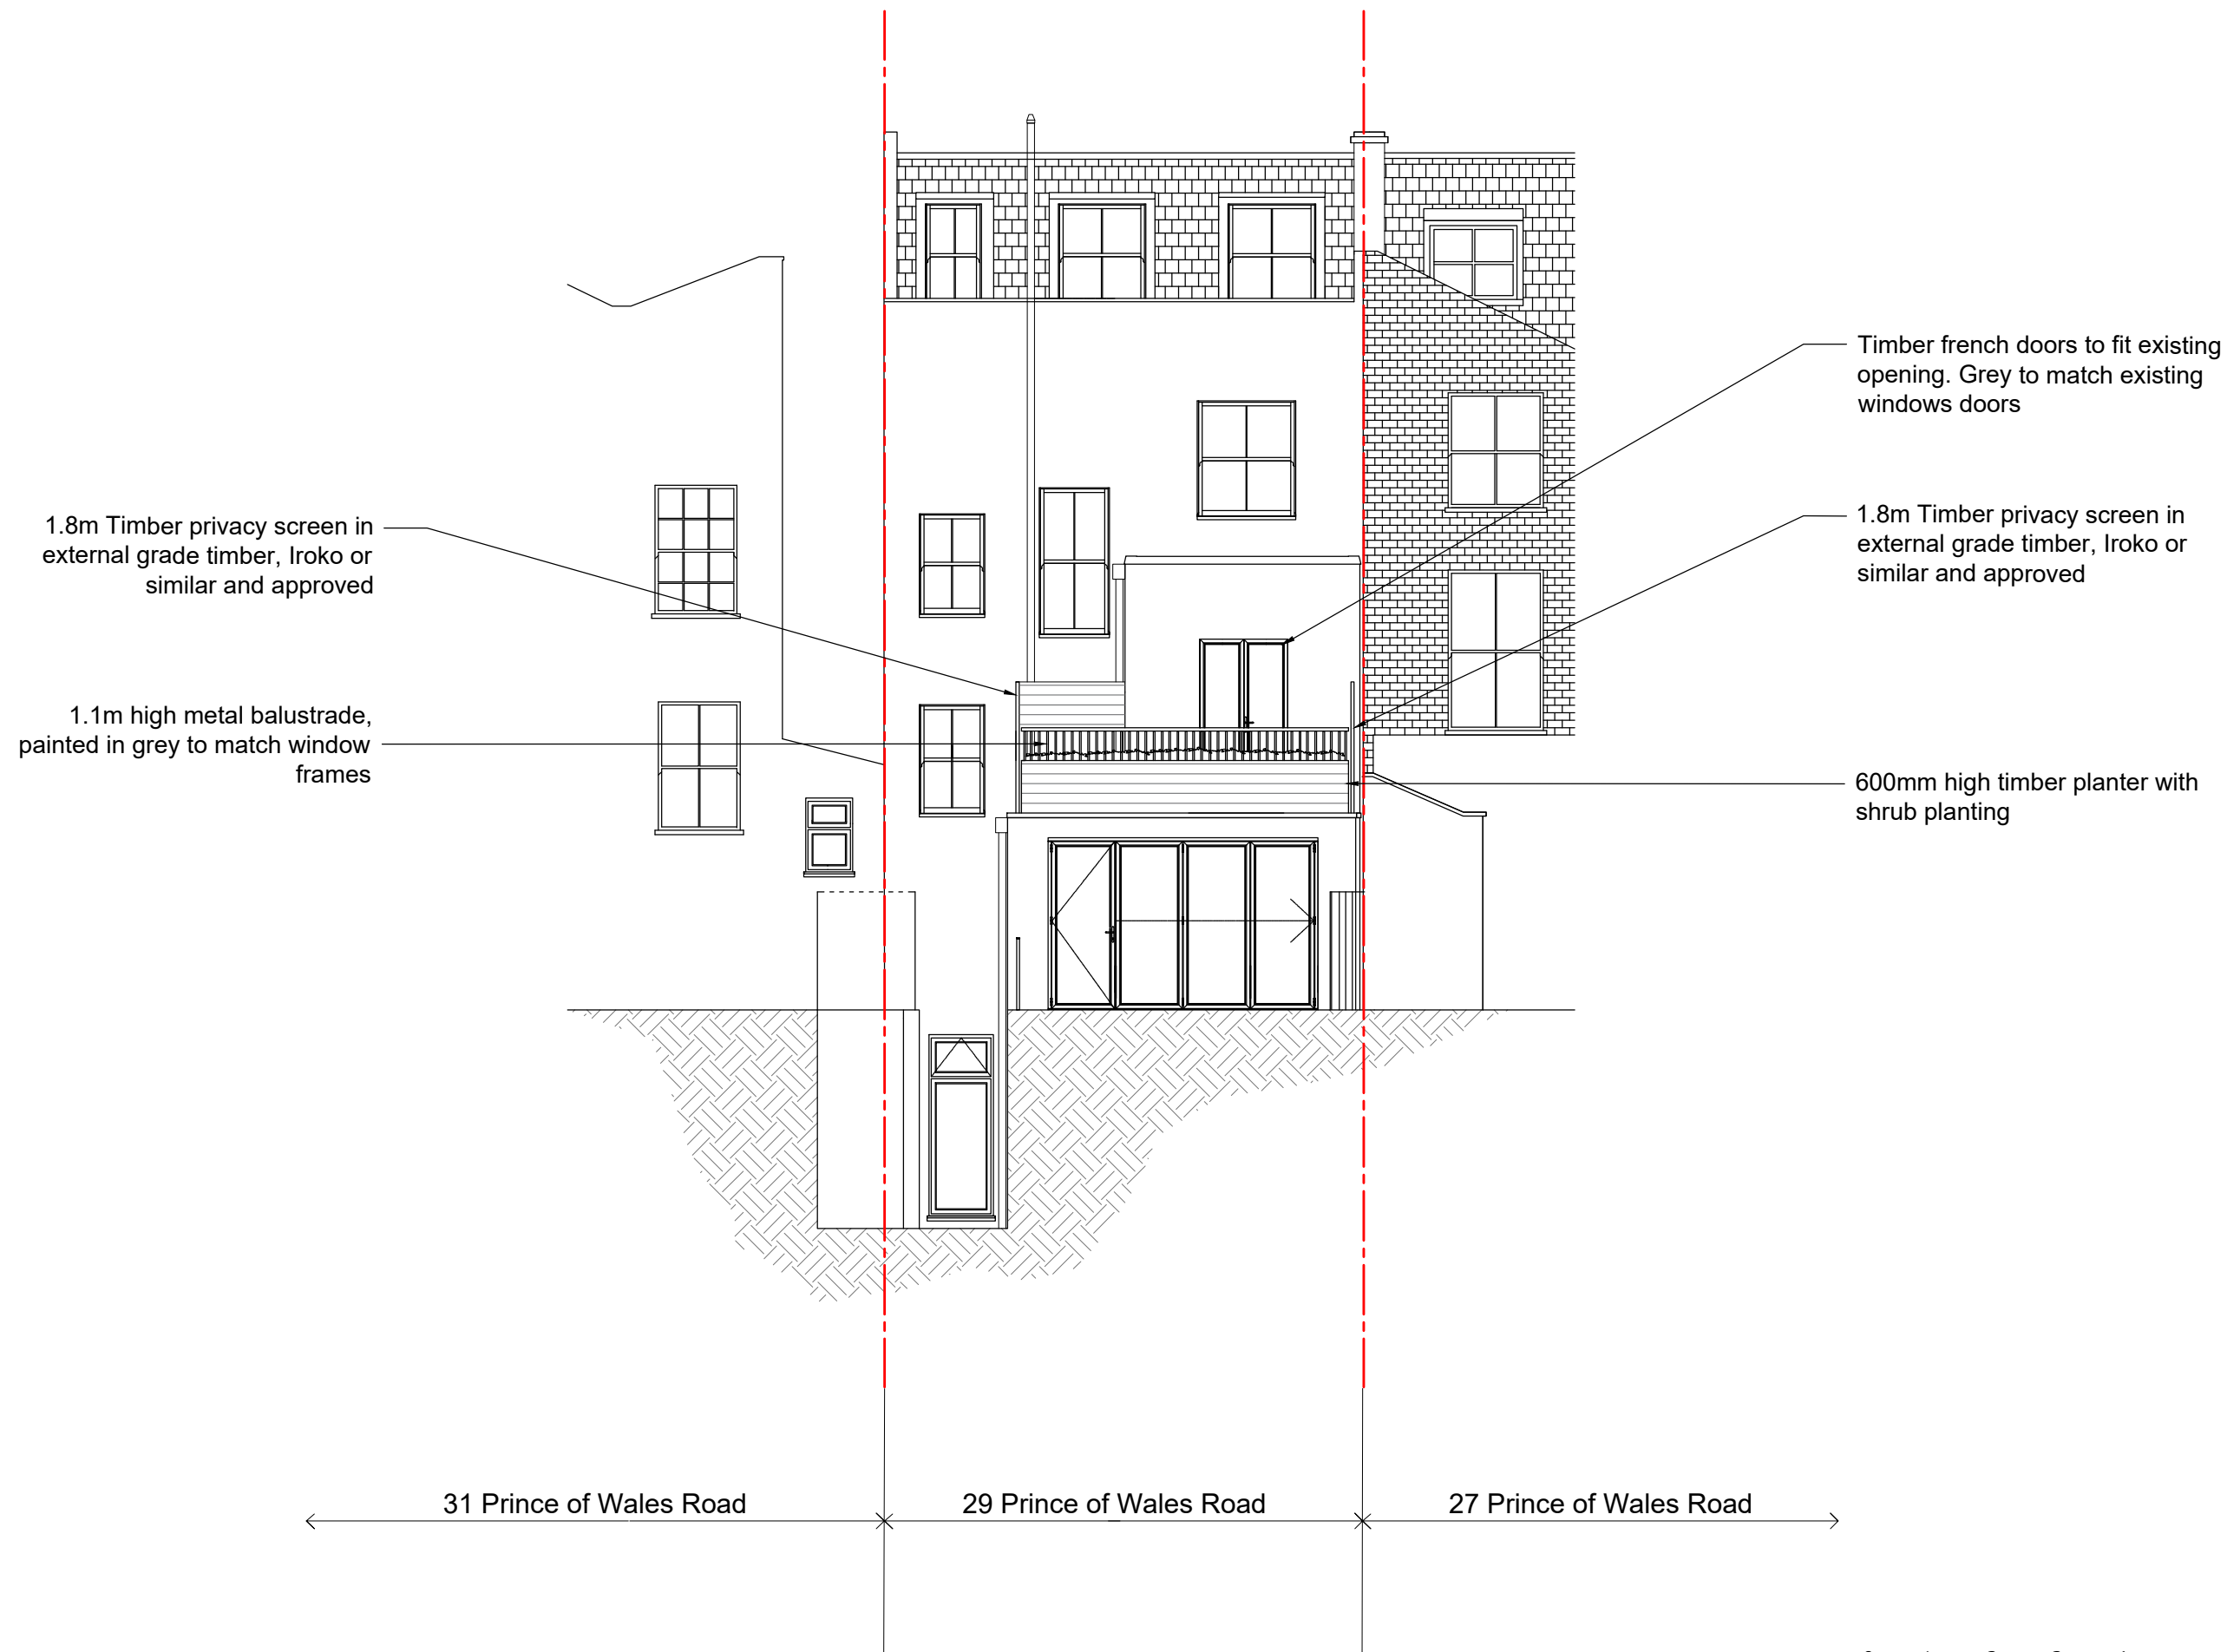 Timber french doors to fit existing
opening. Grey to match existing
windows doors
1.8m Timber privacy screen in
external grade timber, Iroko or
similar and approved
1.8m Timber privacy screen in
external grade timber, Iroko or
similar and approved
1.1m high metal balustrade,
painted in grey to match window
frames
600mm high timber planter with
shrub planting
31 Prince of Wales Road
29 Prince of Wales Road
27 Prince of Wales Road